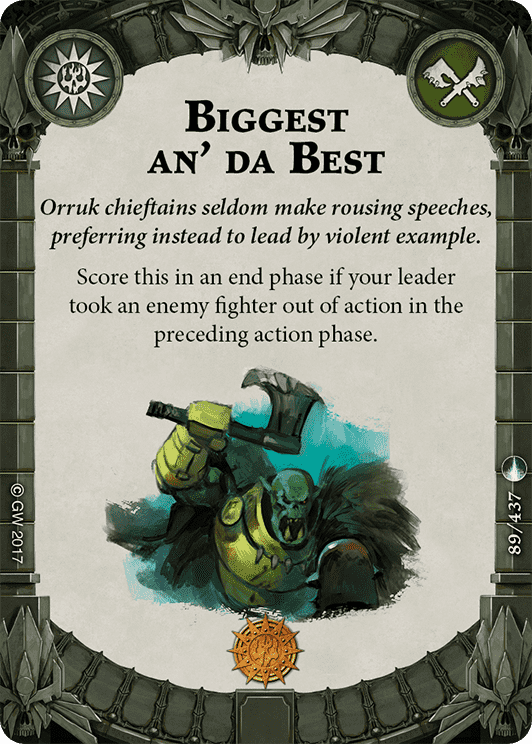 Biggest
an' da Best
Orruk chieftains seldom make rousing speeches,
preferring instead to lead by violent example.
Score this in an end phase if your leader
took an enemy fighter out of action in the
preceding action phase.
© GW 2017
89/437